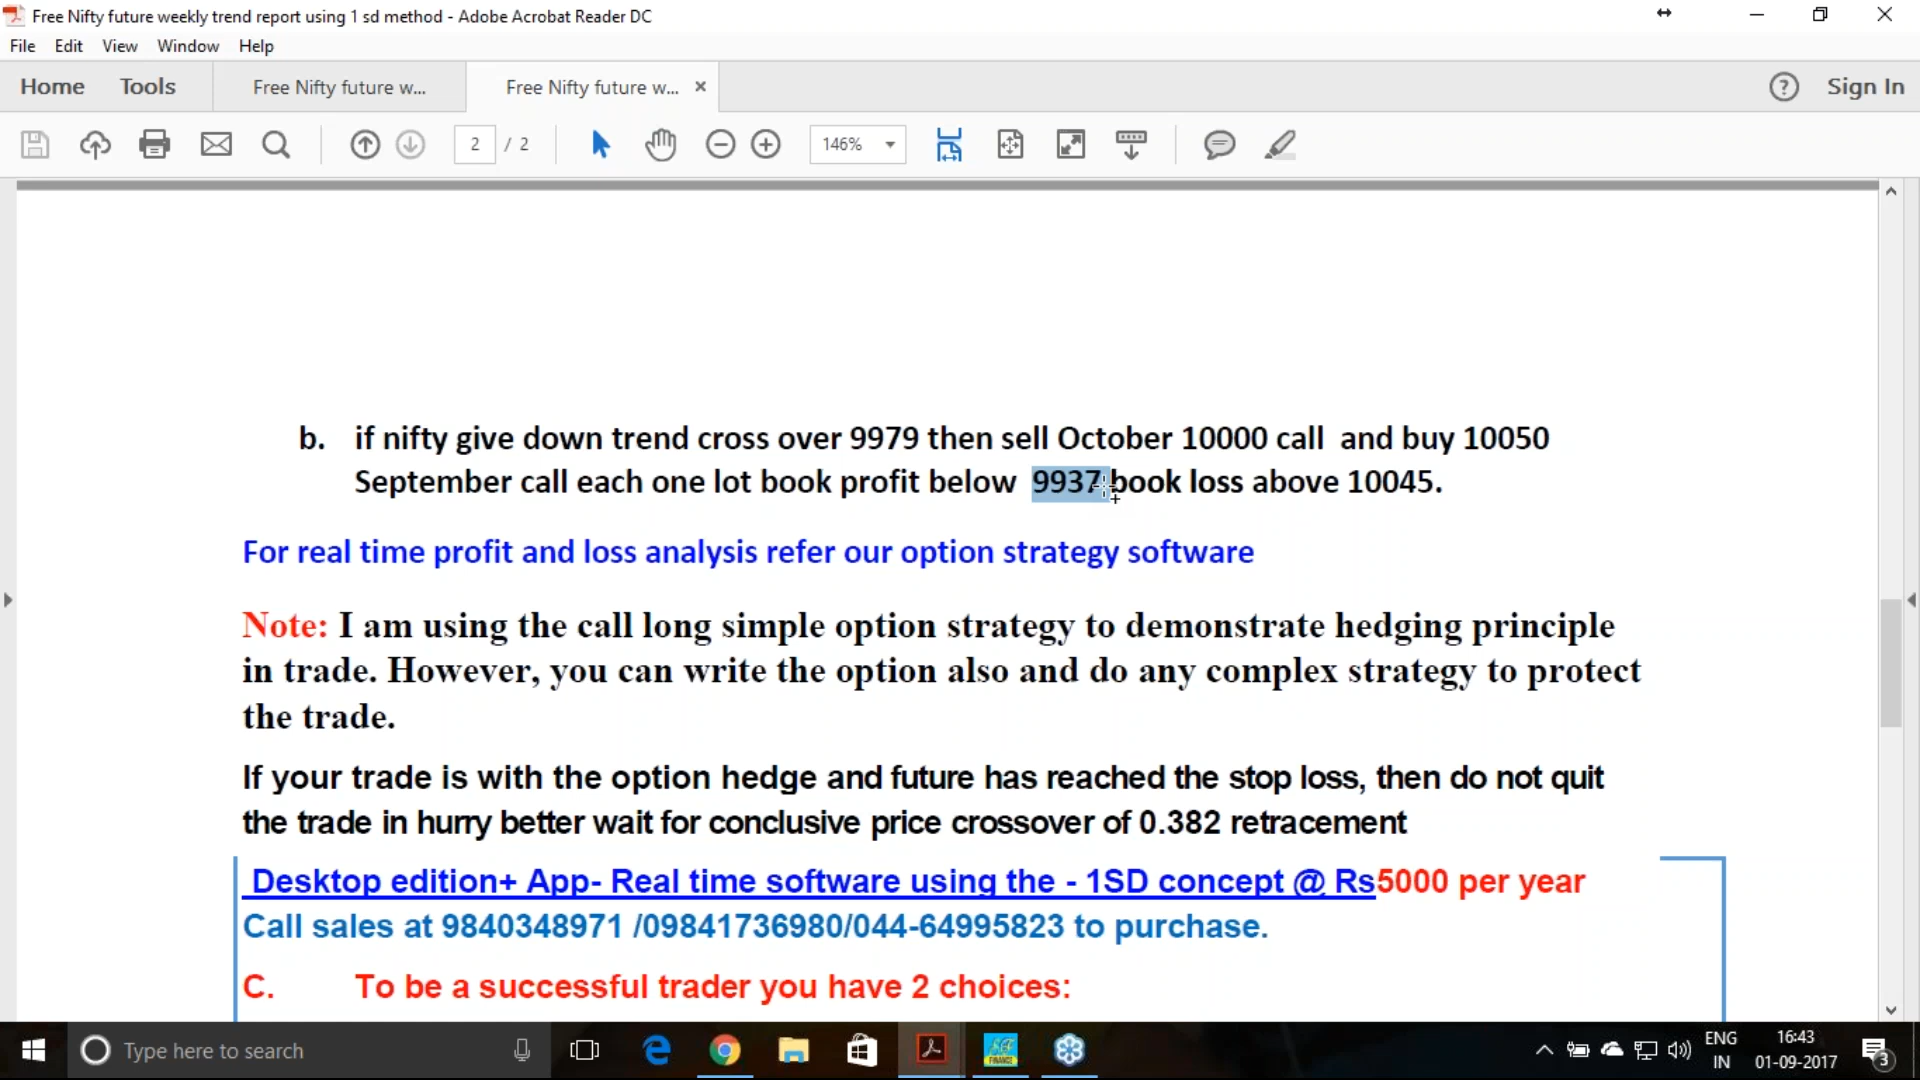 Free Nifty future weekly trend report using 1 sd method - Adobe Acrobat Reader DC
File Edit View Window Help
Home Tools Free Nifty future w... Free Nifty future w... × ? Sign In
2 / 2 146%
b. if nifty give down trend cross over 9979 then sell October 10000 call and buy 10050
September call each one lot book profit below 9937 book loss above 10045.
For real time profit and loss analysis refer our option strategy software
Note: I am using the call long simple option strategy to demonstrate hedging principle
in trade. However, you can write the option also and do any complex strategy to protect
the trade.
If your trade is with the option hedge and future has reached the stop loss, then do not quit
the trade in hurry better wait for conclusive price crossover of 0.382 retracement
Desktop edition+ App- Real time software using the - 1SD concept @ Rs5000 per year
Call sales at 9840348971 /09841736980/044-64995823 to purchase.
C. To be a successful trader you have 2 choices:
Type here to search
FINANCE
ENG
IN
16:43
01-09-2017
3